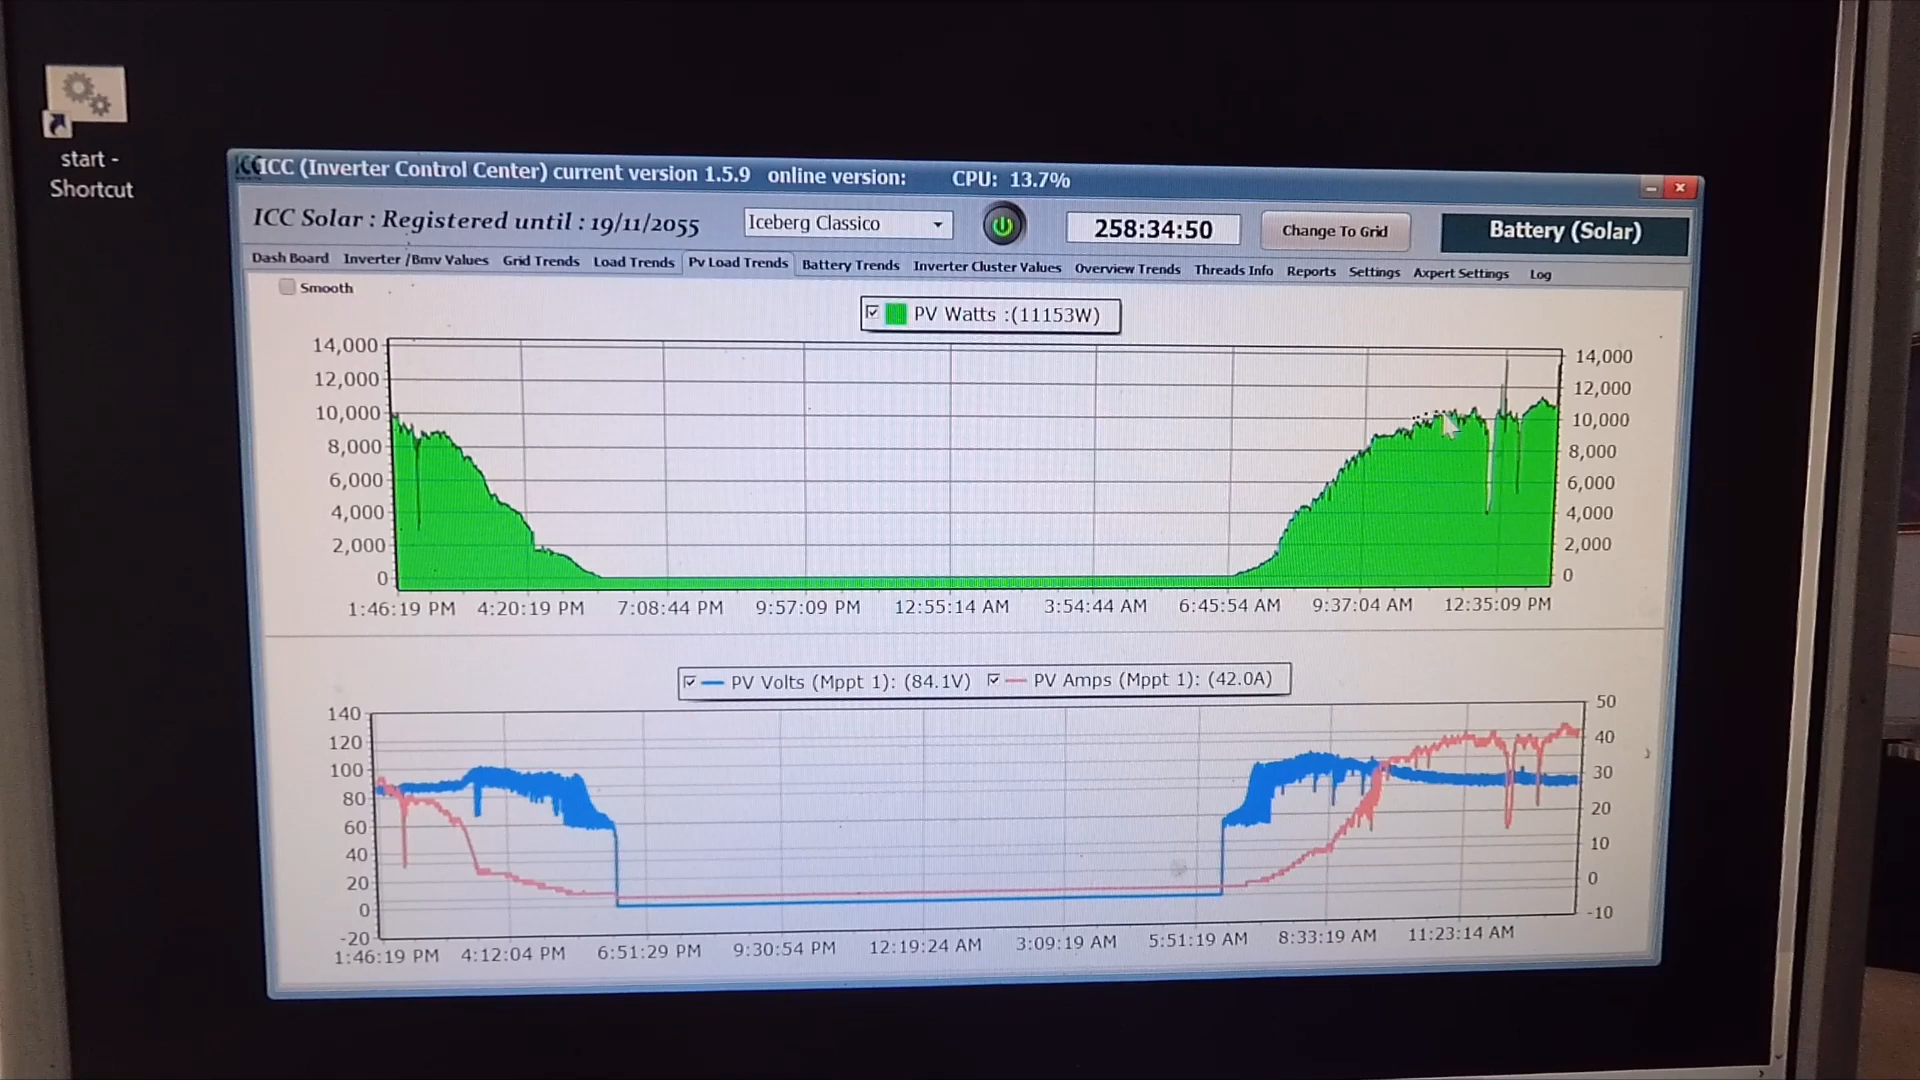 start -
Shortcut
ICC (Inverter Control Center) current version 1.5.9 online version: CPU: 13.7%
ICC Solar : Registered until : 19/11/2055
Iceberg Classico
258:34:50
Change To Grid
Battery (Solar)
Dash Board Inverter /Bmv Values Grid Trends Load Trends Pv Load Trends Battery Trends Inverter Cluster Values Overview Trends Threads Info Reports Settings Axpert Settings Log
Smooth
PV Watts :(11153W)
14,000
12,000
10,000
8,000
6,000
4,000
2,000
0
14,000
12,000
10,000
8,000
6,000
4,000
2,000
0
1:46:19 PM 4:20:19 PM 7:08:44 PM 9:57:09 PM 12:55:14 AM 3:54:44 AM 6:45:54 AM 9:37:04 AM 12:35:09 PM
PV Volts (Mppt 1): (84.1V) PV Amps (Mppt 1): (42.0A)
140
120
100
80
60
40
20
0
-20
50
40
30
20
10
0
-10
1:46:19 PM 4:12:04 PM 6:51:29 PM 9:30:54 PM 12:19:24 AM 3:09:19 AM 5:51:19 AM 8:33:19 AM 11:23:14 AM